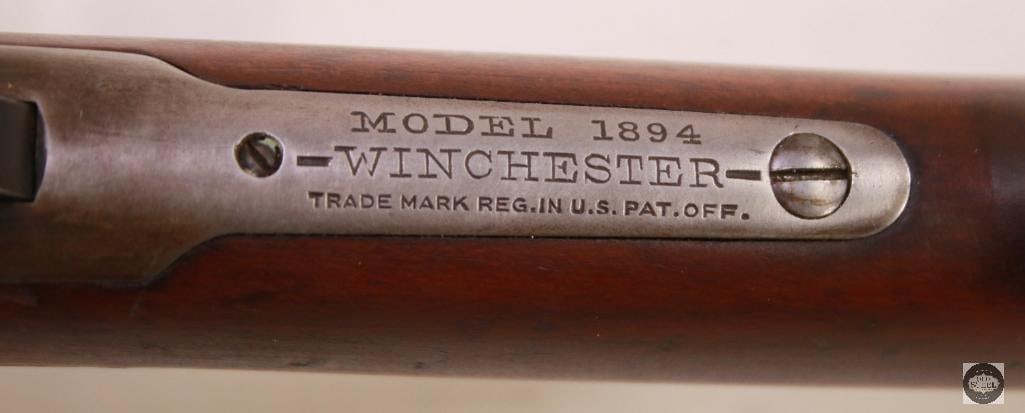 MODEL 1894
-WINCHESTER-
TRADE MARK REG.IN U.S. PAT.OFF.